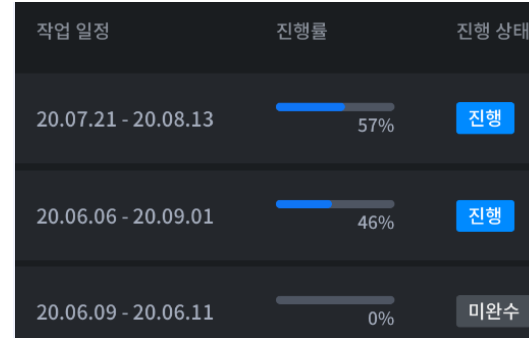 작업 일정 진행률 진행 상태
20.07.21 - 20.08.13 57% 진행
20.06.06 - 20.09.01 46% 진행
20.06.09 - 20.06.11 0% 미완수